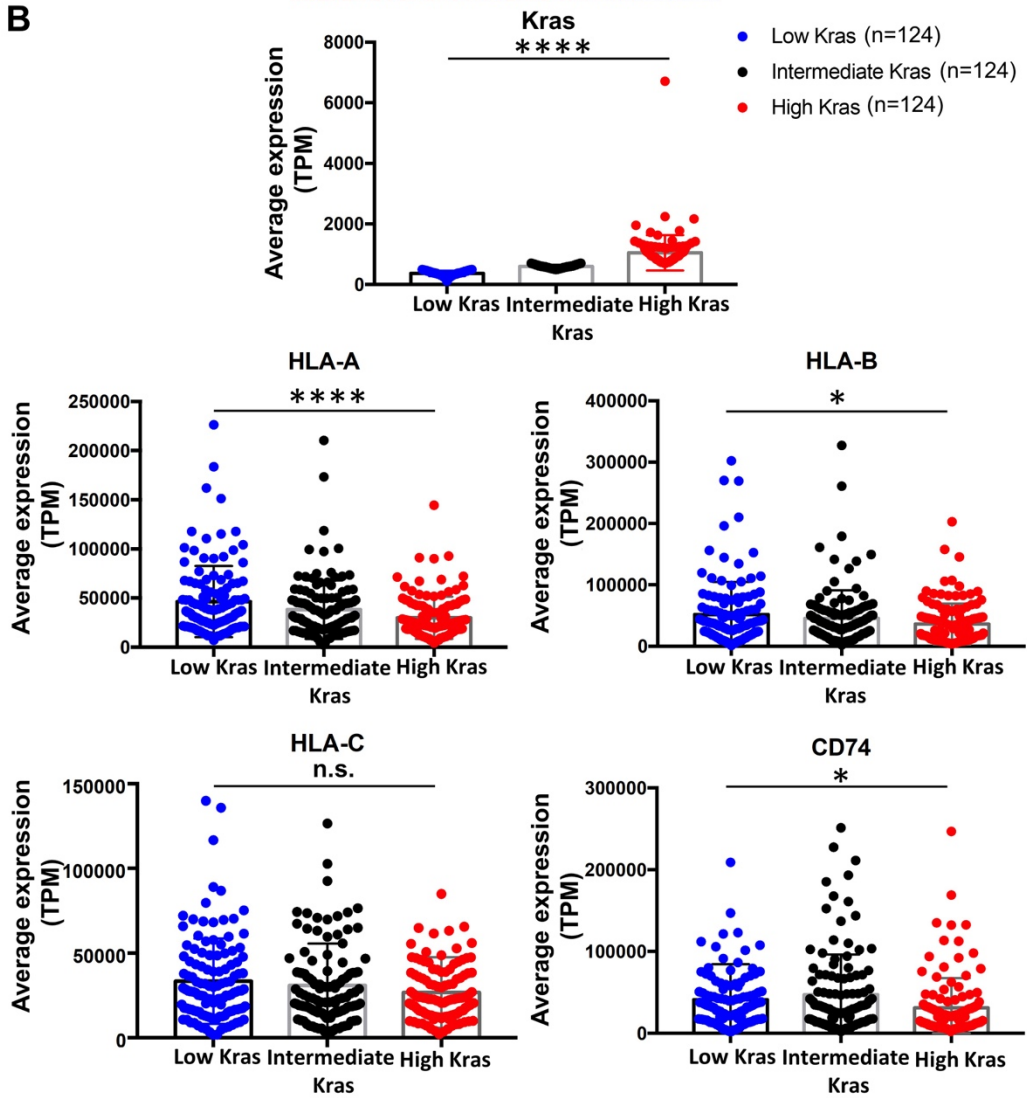 B
Kras
****
Low Kras (n=124)
Intermediate Kras (n=124)
High Kras (n=124)
Average expression
(TPM)
8000
6000
4000
2000
0
Low Kras Intermediate High Kras
Kras
HLA-A
****
Average expression
(TPM)
250000
200000
150000
100000
50000
0
Low Kras Intermediate High Kras
Kras
HLA-B
*
Average expression
(TPM)
400000
300000
200000
100000
0
Low Kras Intermediate High Kras
Kras
HLA-C
n.s.
Average expression
(TPM)
150000
100000
50000
0
Low Kras Intermediate High Kras
Kras
CD74
*
Average expression
(TPM)
300000
200000
100000
0
Low Kras Intermediate High Kras
Kras